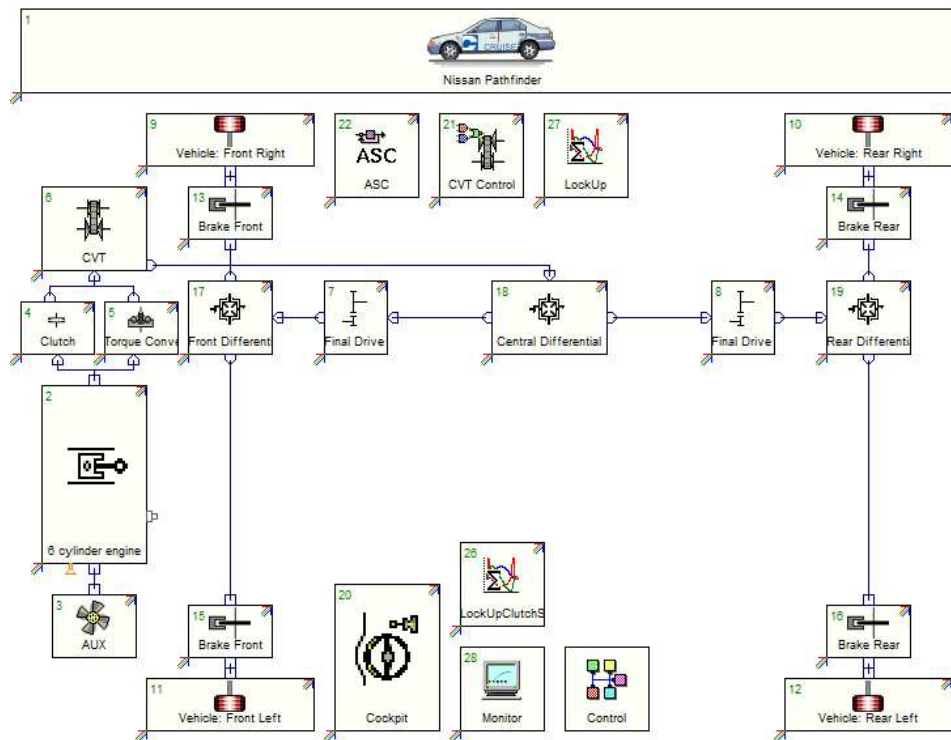 1
CRUISE
Nissan Pathfinder
9
Vehicle: Front Right
22
ASC
ASC
21
CVT Control
27
LookUp
10
Vehicle: Rear Right
6
CVT
13
Brake Front
14
Brake Rear
4
Clutch
5
Torque Conve
17
Front Differenti
7
Final Drive
18
Central Differential
8
Final Drive
19
Rear Differentia
2
6 cylinder engine
3
AUX
15
Brake Front
20
Cockpit
26
LookUpClutchS
16
Brake Rear
11
Vehicle: Front Left
28
Monitor
Control
12
Vehicle: Rear Left